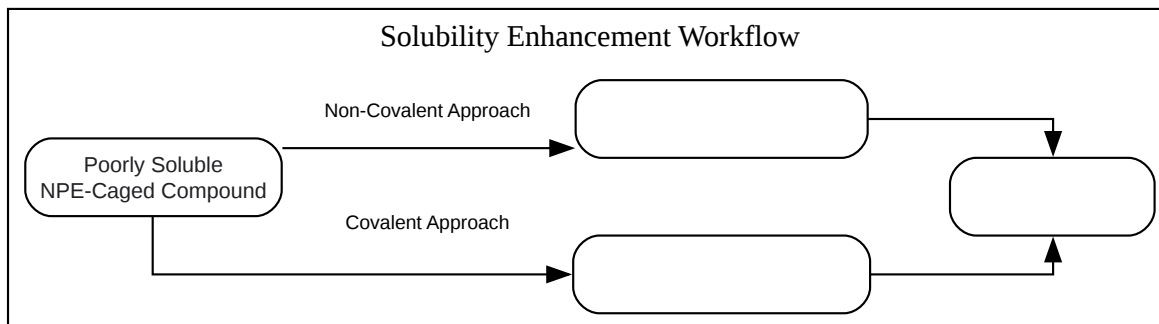 Solubility Enhancement Workflow
Non-Covalent Approach
Poorly Soluble
NPE-Caged Compound
Covalent Approach